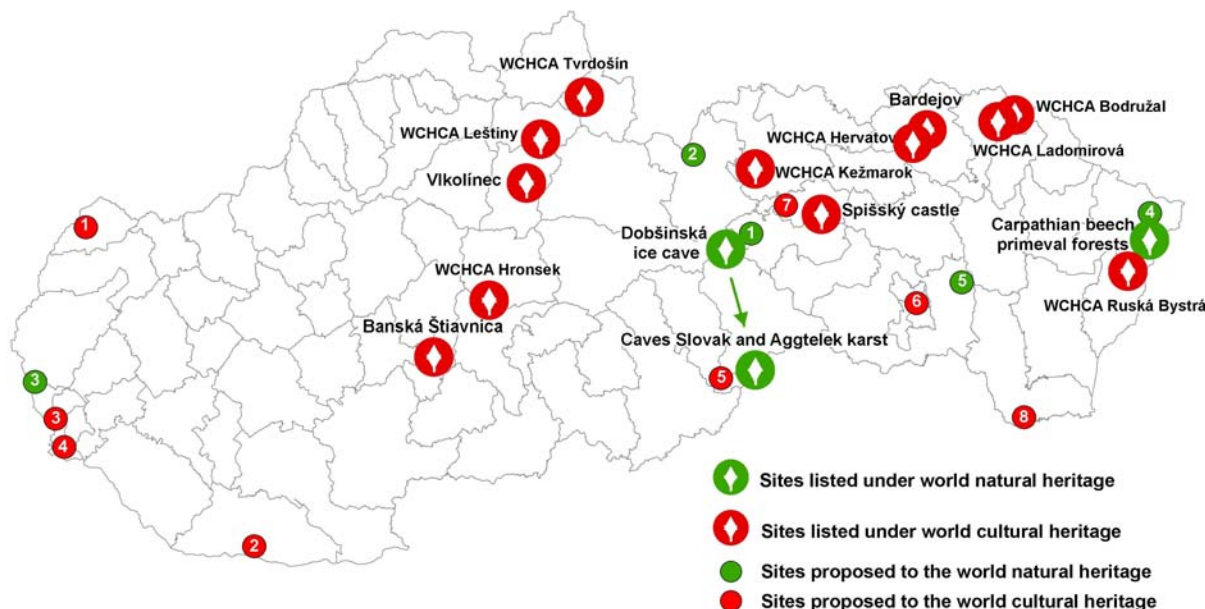 WCHCA Tvrdošín
WCHCA Leštiny
Vlkolínec
Bardejov
WCHCA Bodružal
WCHCA Hervatov
WCHCA Ladomirová
2
WCHCA Kežmarok
7
Spišský castle
1
Dobšinská
ice cave
1
4
Carpathian beech
primeval forests
WCHCA Hronsek
5
6
WCHCA Ruská Bystrá
Banská Štiavnica
Caves Slovak and Aggtelek karst
3
5
3
4
8
2
Sites listed under world natural heritage
Sites listed under world cultural heritage
Sites proposed to the world natural heritage
Sites proposed to the world cultural heritage